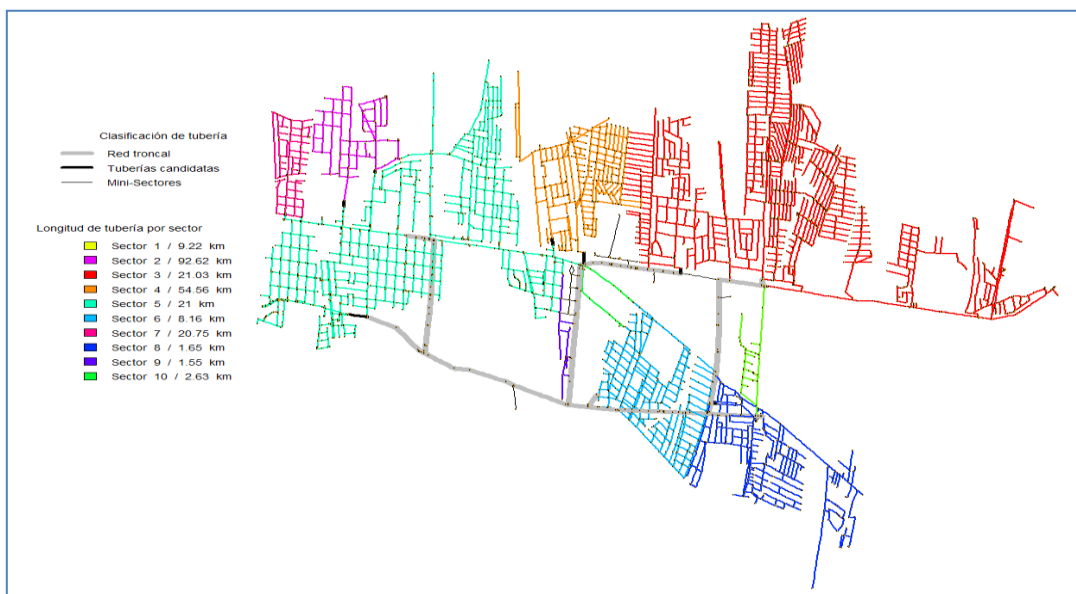 Clasificación de tubería
Red troncal
Tuberías candidatas
Mini-Sectores
Longitud de tubería por sector
Sector 1 / 9.22 km
Sector 2 / 92.62 km
Sector 3 / 21.03 km
Sector 4 / 54.56 km
Sector 5 / 21 km
Sector 6 / 8.16 km
Sector 7 / 20.75 km
Sector 8 / 1.65 km
Sector 9 / 1.55 km
Sector 10 / 2.63 km